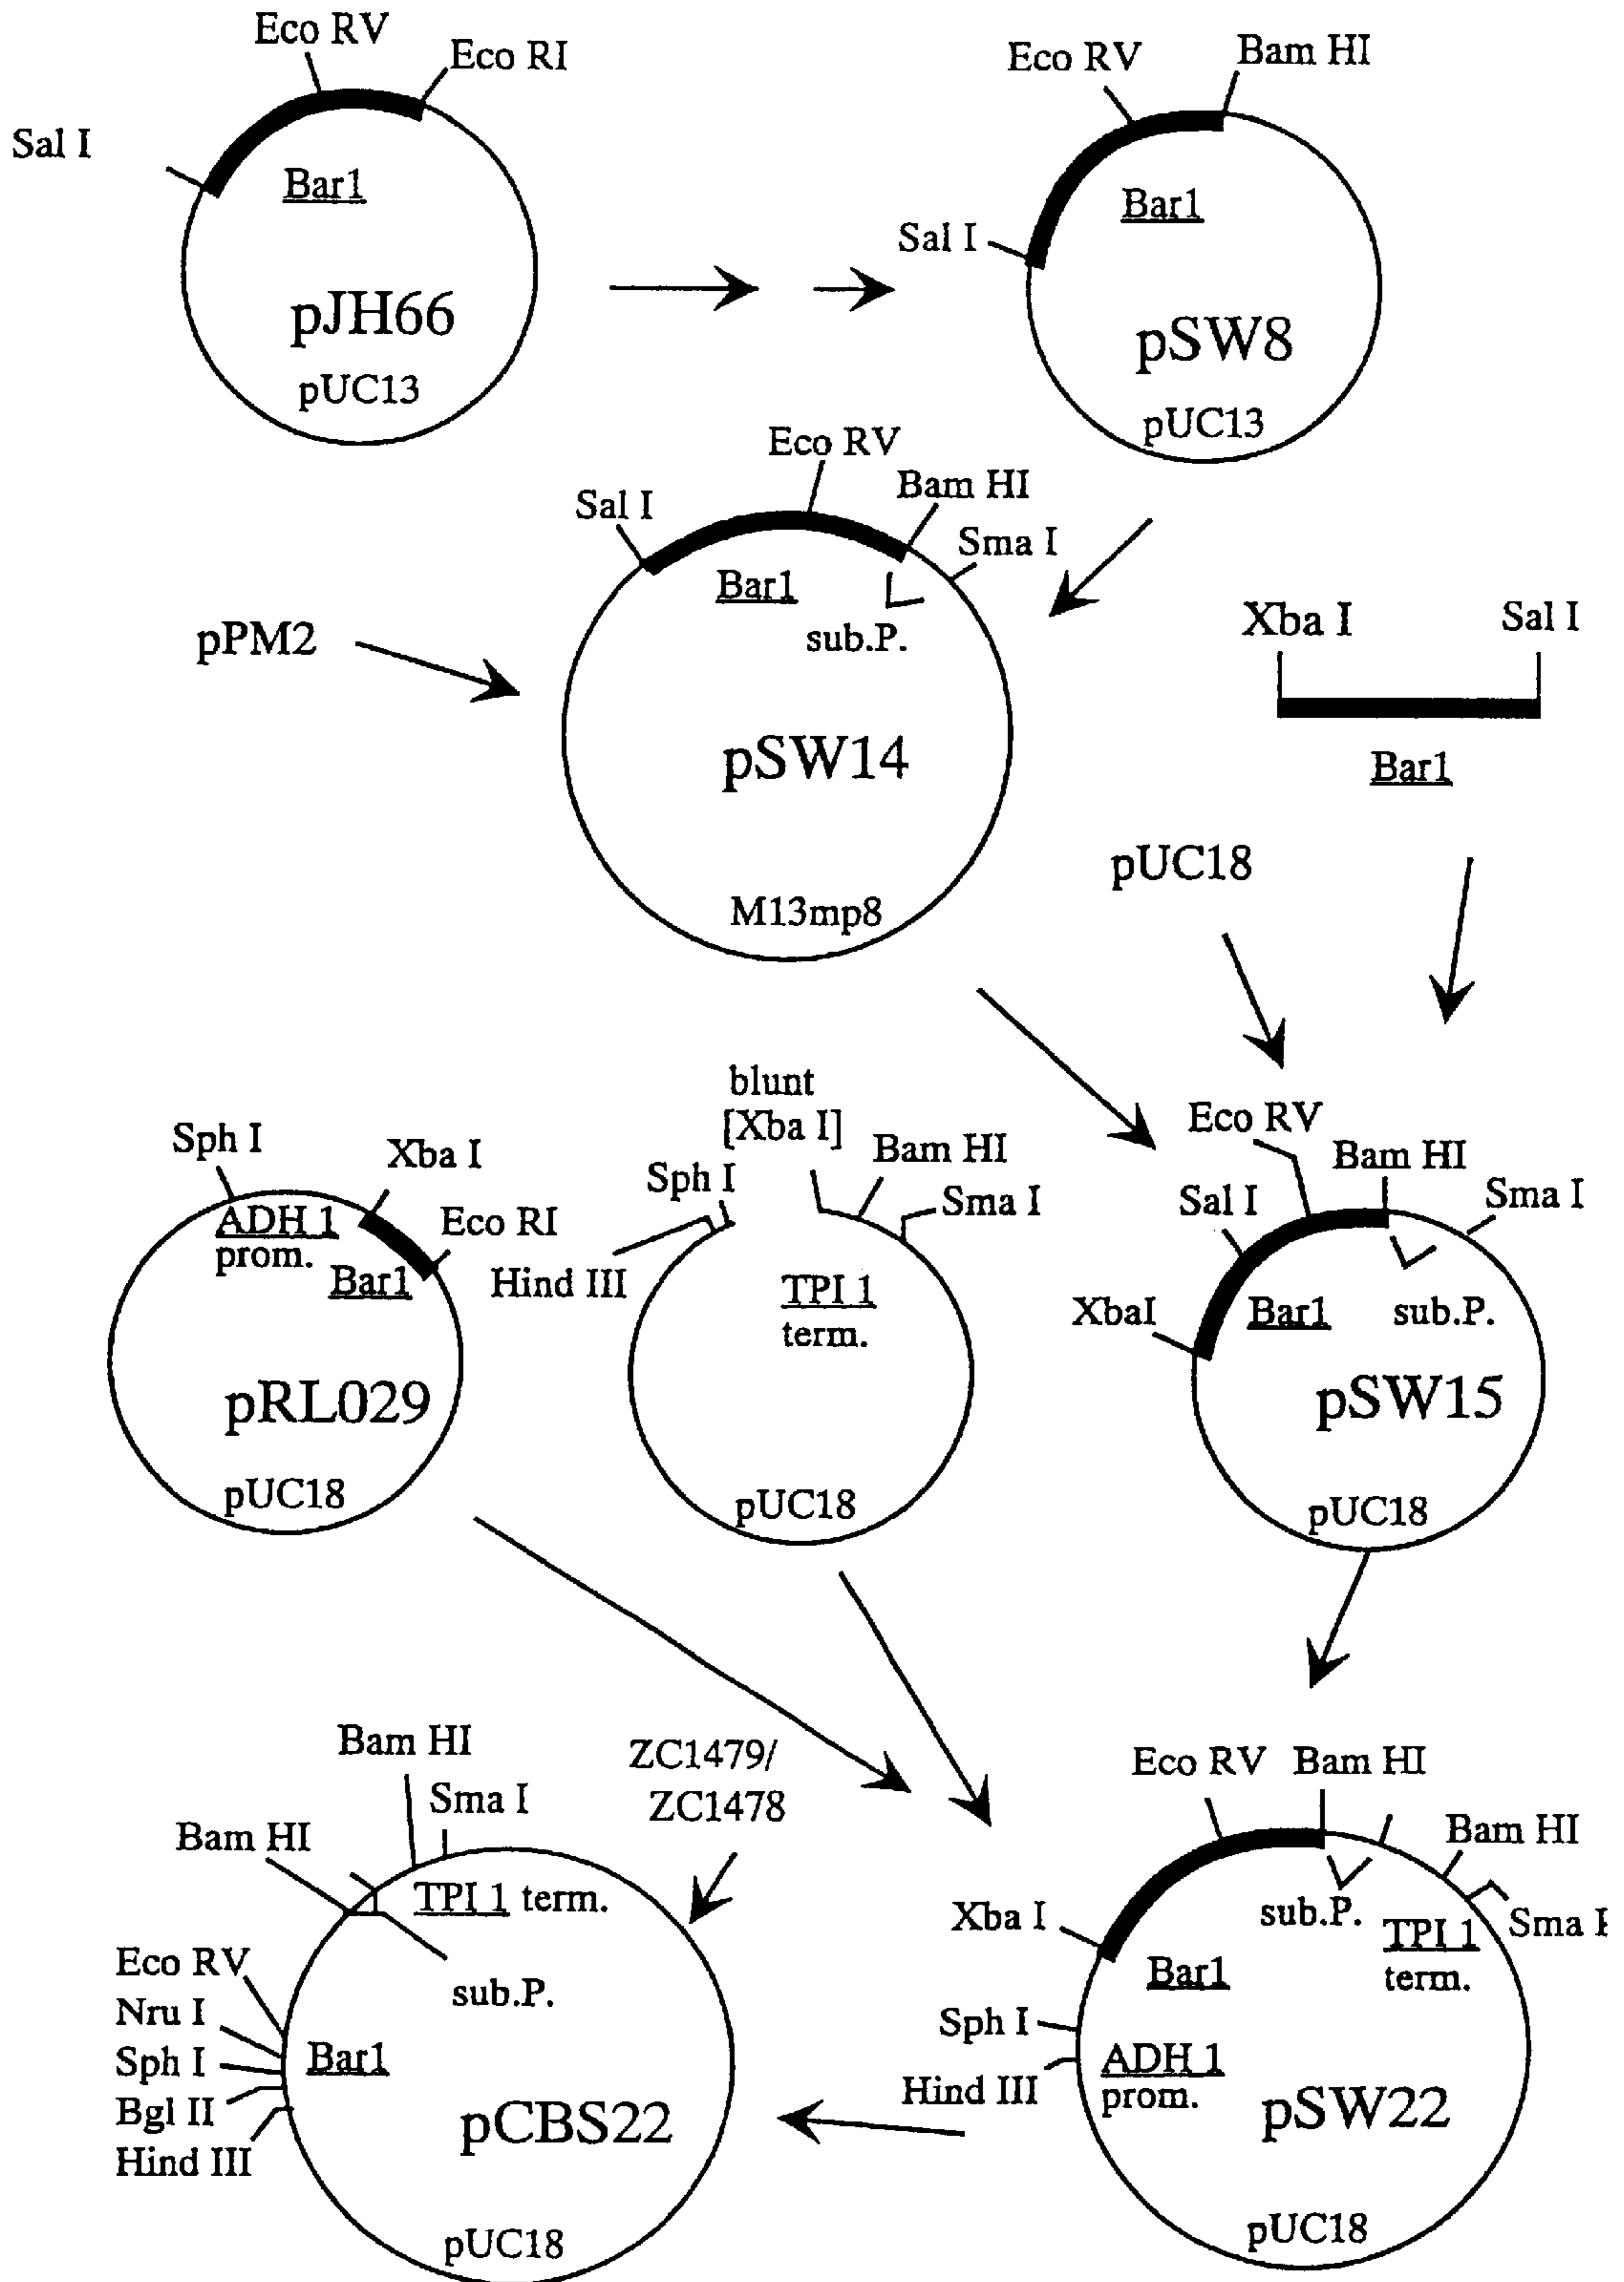 Eco RV
Eco RI
Sal I
Bar1
pJH66
pUC13
Eco RV
Bam HI
Sal I
Bar1
pSW8
pUC13
Eco RV
Sal I
Bam HI
Sma I
Bar1
sub.P.
pPM2
pSW14
M13mp8
Xba I
Sal I
Bar1
pUC18
Sph I
Xba I
ADH 1
prom.
Eco RI
Bar1
pRL029
pUC18
blunt
[Xba I]
Sph I
Bam HI
Sma I
Hind III
TPI 1
term.
pUC18
Eco RV
Bam HI
Sal I
Sma I
XbaI
Bar1
sub.P.
pSW15
pUC18
Bam HI
Sma I
Bam HI
ZC1479/
ZC1478
TPI 1 term.
Eco RV
sub.P.
Nru I
Sph I
Bar1
Bgl II
Hind III
pCBS22
pUC18
Eco RV
Bam HI
Bam HI
Xba I
sub.P.
Sma I
TPI 1
term.
Bar1
Sph I
Hind III
ADH 1
prom.
pSW22
pUC18